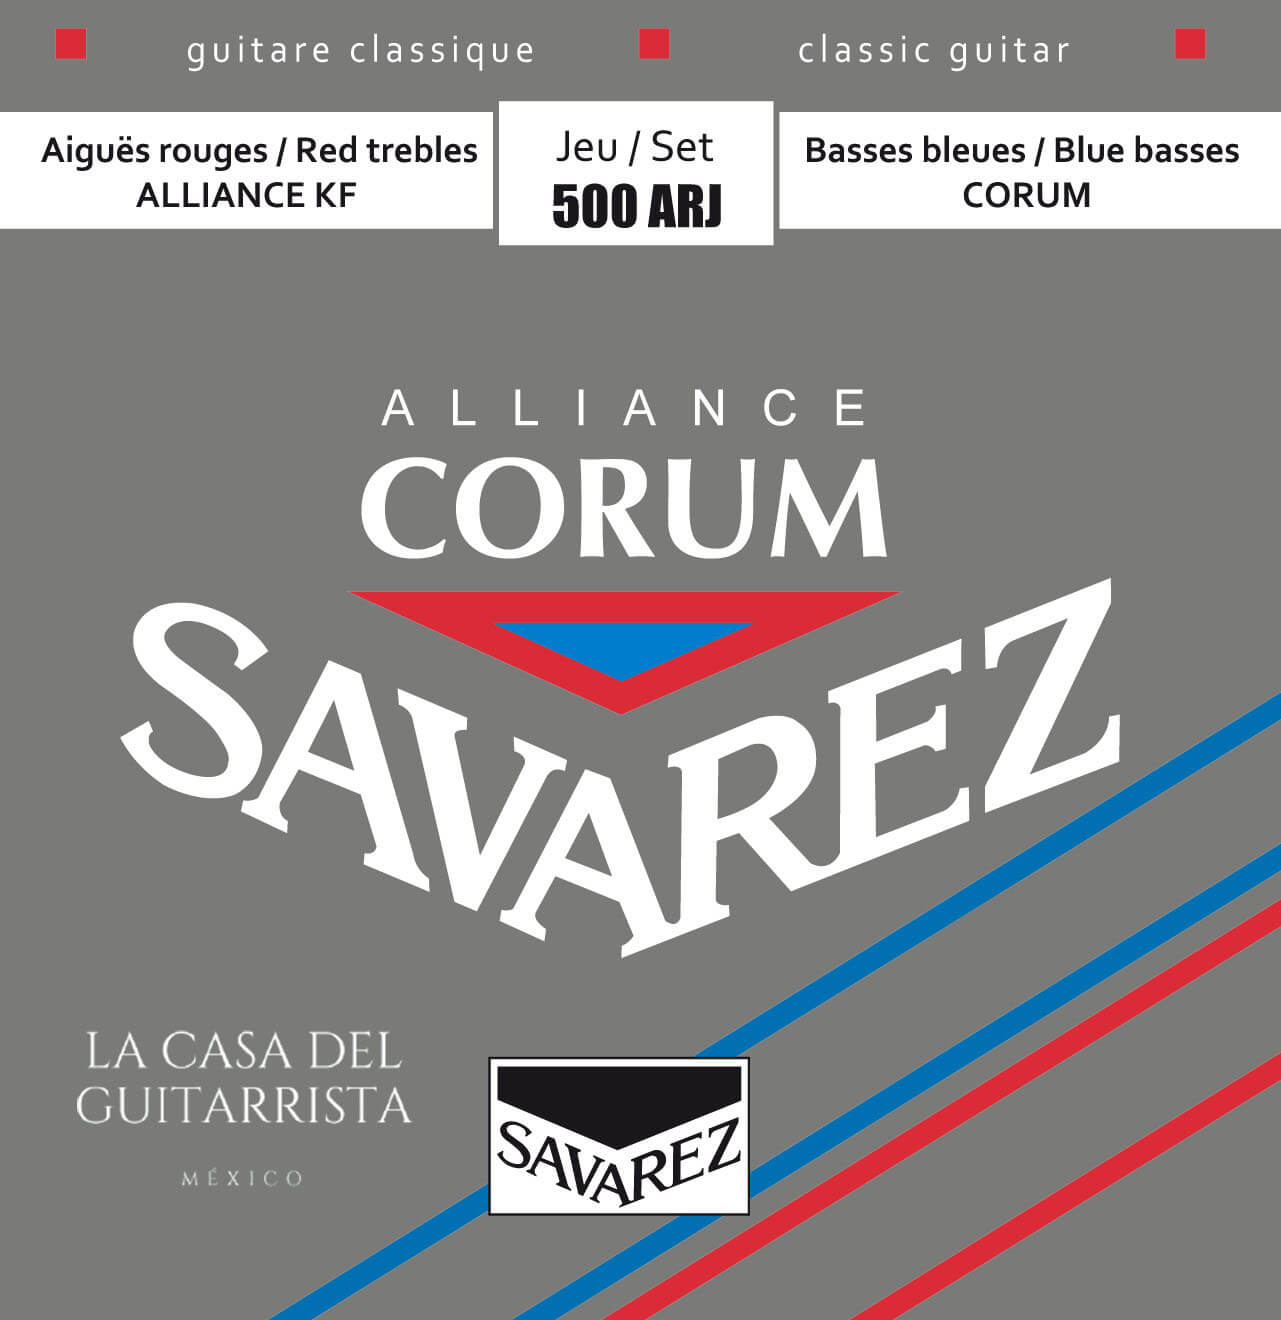 guitare classique
classic guitar
Aiguës rouges / Red trebles
ALLIANCE KF
Jeu / Set
500 ARJ
Basses bleues / Blue basses
CORUM
ALLIANCE
CORUM
SAVAREZ
LA CASA DEL
GUITARRISTA
MÉXICO
SAVAREZ